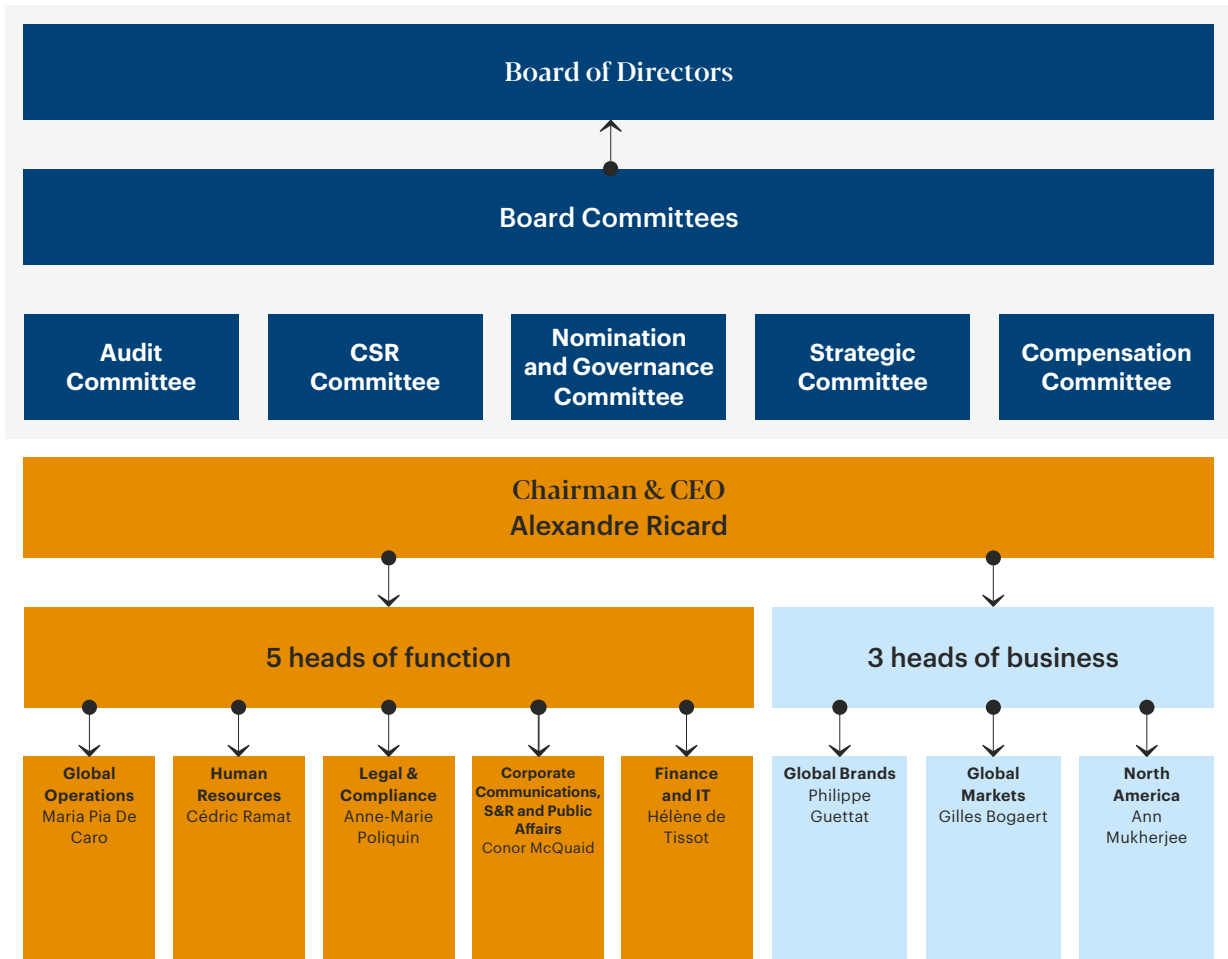 Board of Directors
Board Committees
Audit
Committee
CSR
Committee
Nomination
and Governance
Committee
Strategic
Committee
Compensation
Committee
Chairman & CEO
Alexandre Ricard
5 heads of function
3 heads of business
Global
Operations
Maria Pia De
Caro
Human
Resources
Cédric Ramat
Legal &
Compliance
Anne-Marie
Poliquin
Corporate
Communications,
S&R and Public
Affairs
Conor McQuaid
Finance
and IT
Hélène de
Tissot
Global Brands
Philippe
Guettat
Global
Markets
Gilles Bogaert
North
America
Ann
Mukherjee